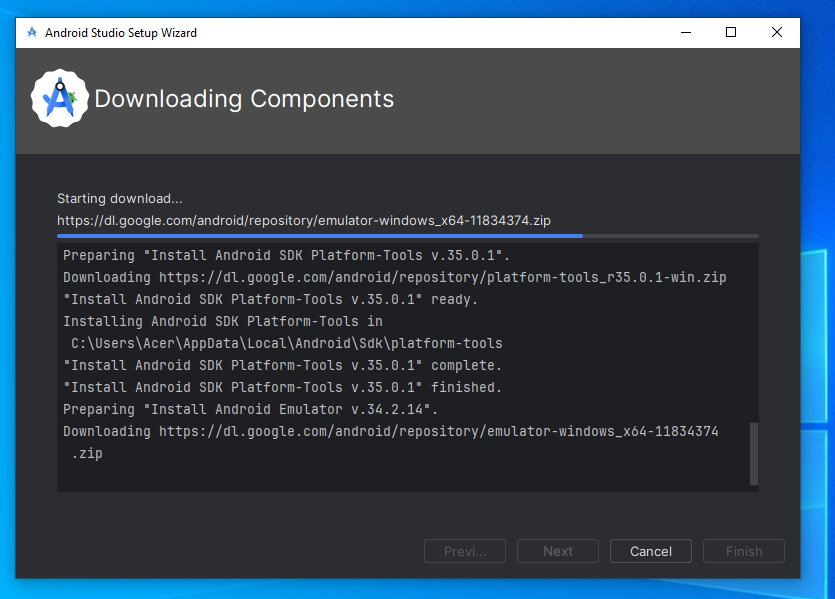 Android Studio Setup Wizard
Downloading Components
Starting download...
https://dl.google.com/android/repository/emulator-windows_x64-11834374.zip
Preparing "Install Android SDK Platform-Tools v.35.0.1".
Downloading https://dl.google.com/android/repository/platform-tools_r35.0.1-win.zip
"Install Android SDK Platform-Tools v.35.0.1" ready.
Installing Android SDK Platform-Tools in
C:\Users\Acer\AppData\Local\Android\Sdk\platform-tools
"Install Android SDK Platform-Tools v.35.0.1" complete.
"Install Android SDK Platform-Tools v.35.0.1" finished.
Preparing "Install Android Emulator v.34.2.14".
Downloading https://dl.google.com/android/repository/emulator-windows_x64-11834374
.zip
Previ... Next Cancel Finish